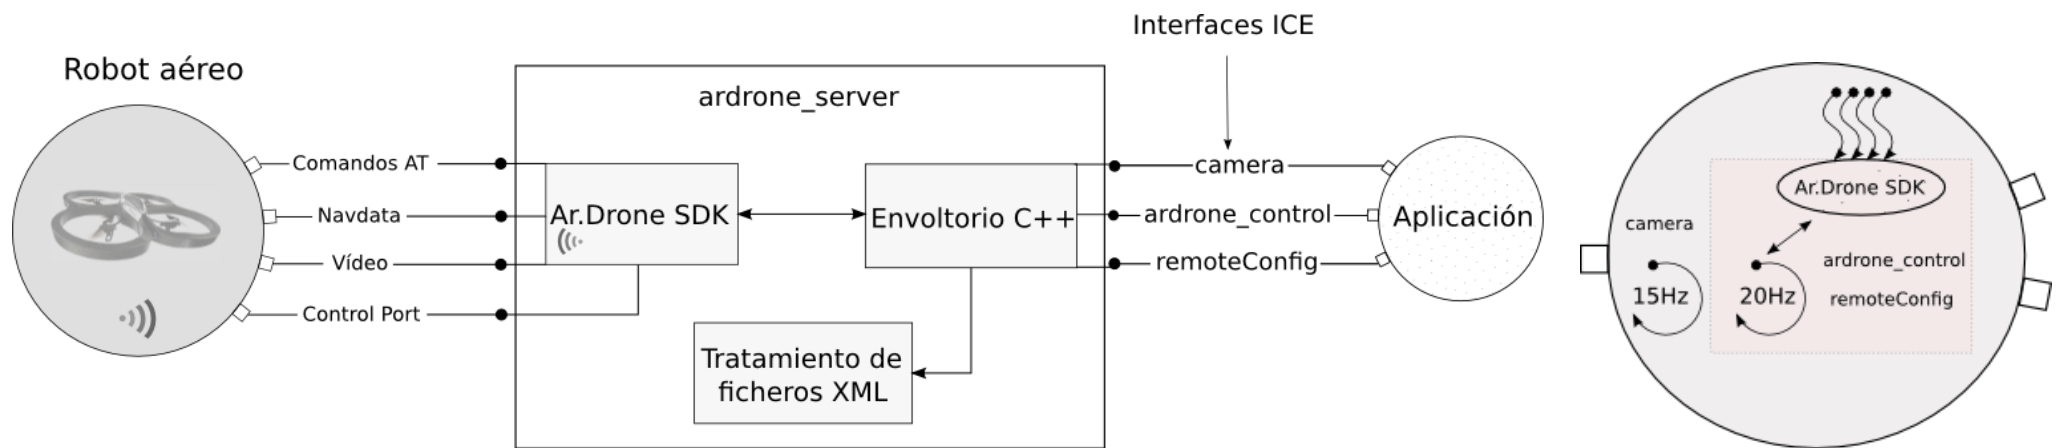 Interfaces ICE
Robot aéreo
ardrone_server
Comandos AT
Navdata
Vídeo
Control Port
Ar.Drone SDK
Envoltorio C++
Tratamiento de
ficheros XML
camera
ardrone_control
remoteConfig
Aplicación
Ar.Drone SDK
camera
15Hz
20Hz
ardrone_control
remoteConfig